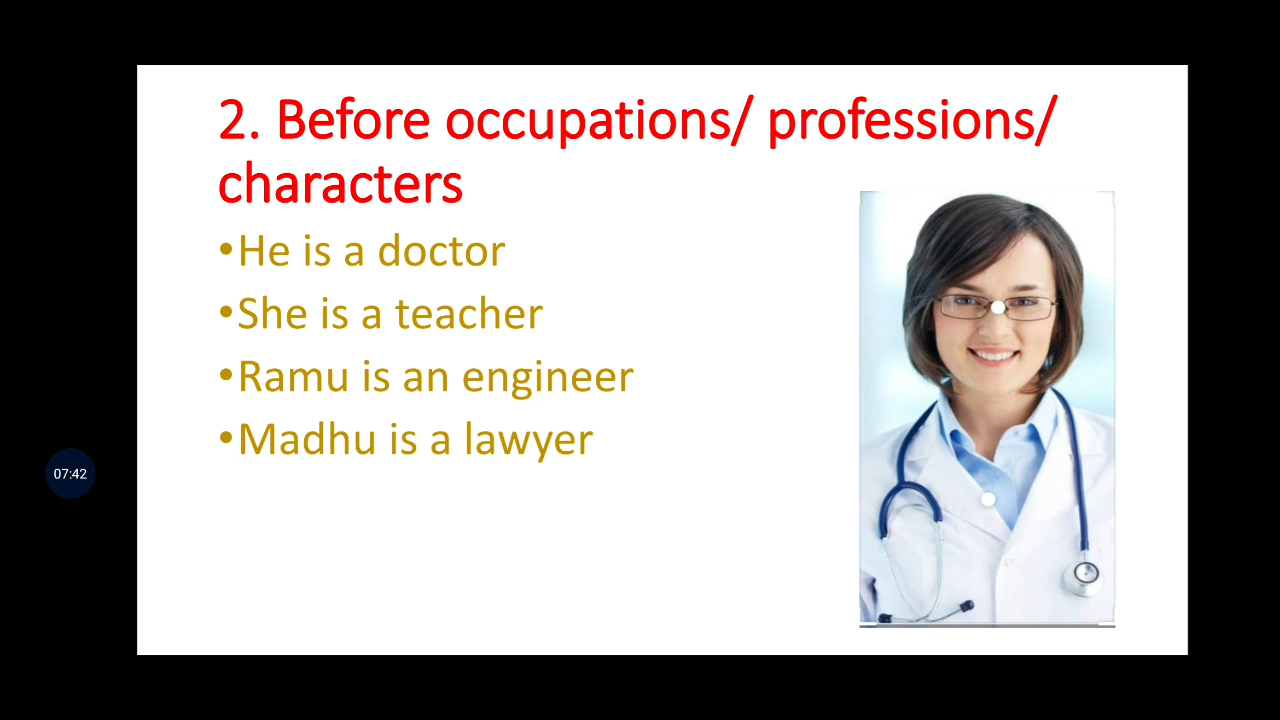 2. Before occupations/ professions/
characters
•He is a doctor
•She is a teacher
•Ramu is an engineer
•Madhu is a lawyer
07:42